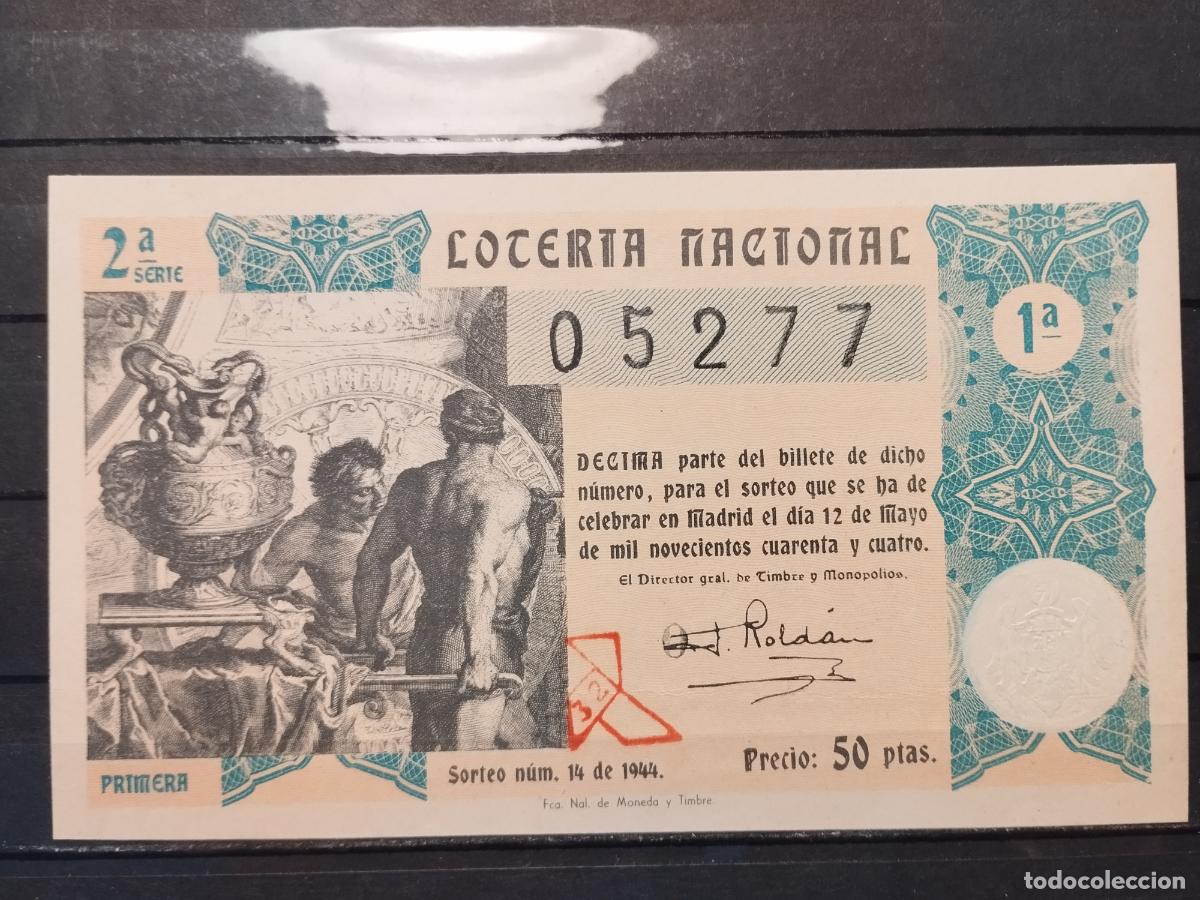 2ª
SERIE
LOTERIA NACIONAL
05277
1ª
DECIMA parte del billete de dicho
número, para el sorteo que se ha de
celebrar en Madrid el día 12 de Mayo
de mil novecientos cuarenta y cuatro.
El Director gral. de Timbre y Monopolios,
Roldán
32
PRIMERA
Sorteo núm. 14 de 1944.
Precio: 50 ptas.
Fca. Nal. de Moneda y Timbre
todocoleccion